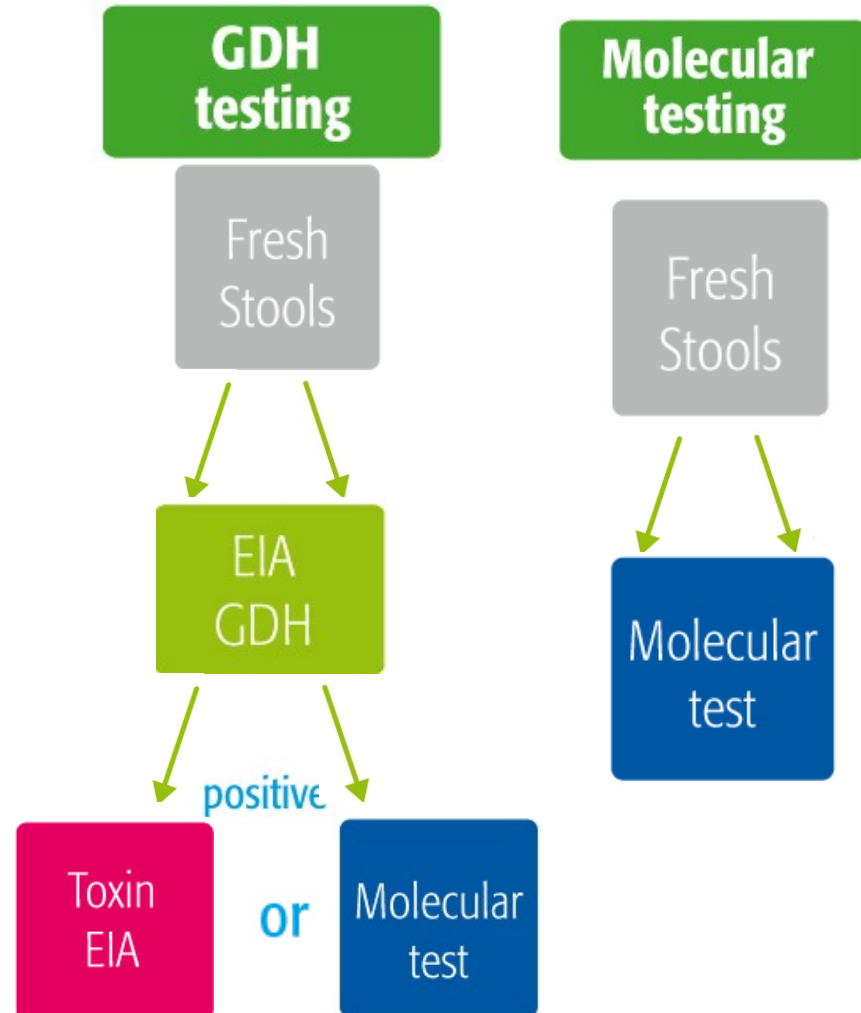 GDH
testing
Fresh
Stools
EIA
GDH
positive
Toxin
EIA
or
Molecular
test
Molecular
testing
Fresh
Stools
Molecular
test